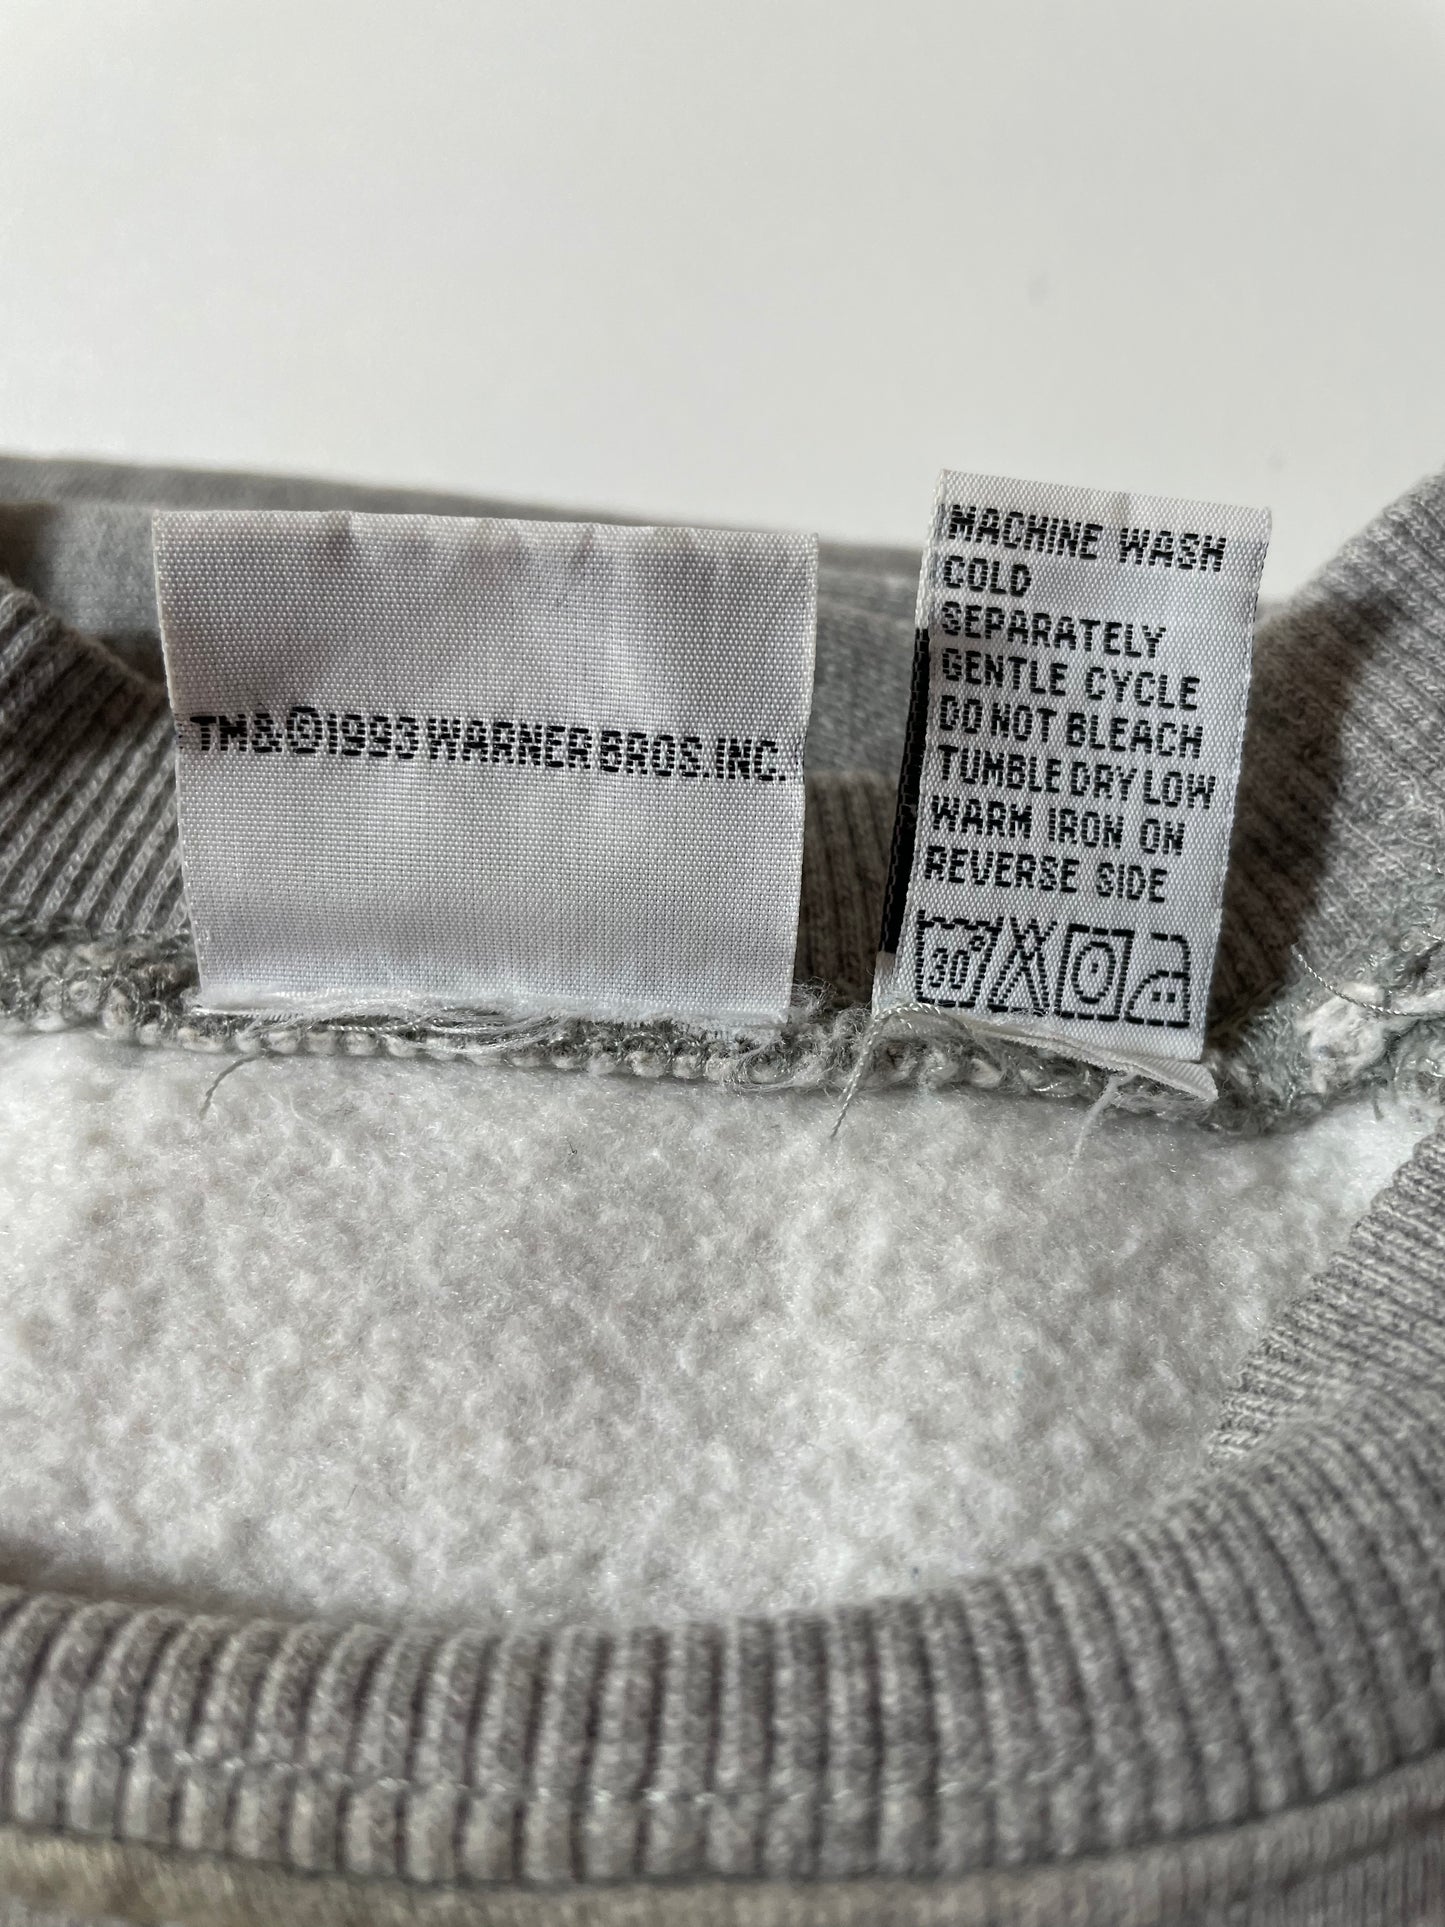 TM&©1993 WARNER BROS. INC.
MACHINE WASH
COLD
SEPARATELY
GENTLE CYCLE
DO NOT BLEACH
TUMBLE DRY LOW
WARM IRON ON
REVERSE SIDE
30°